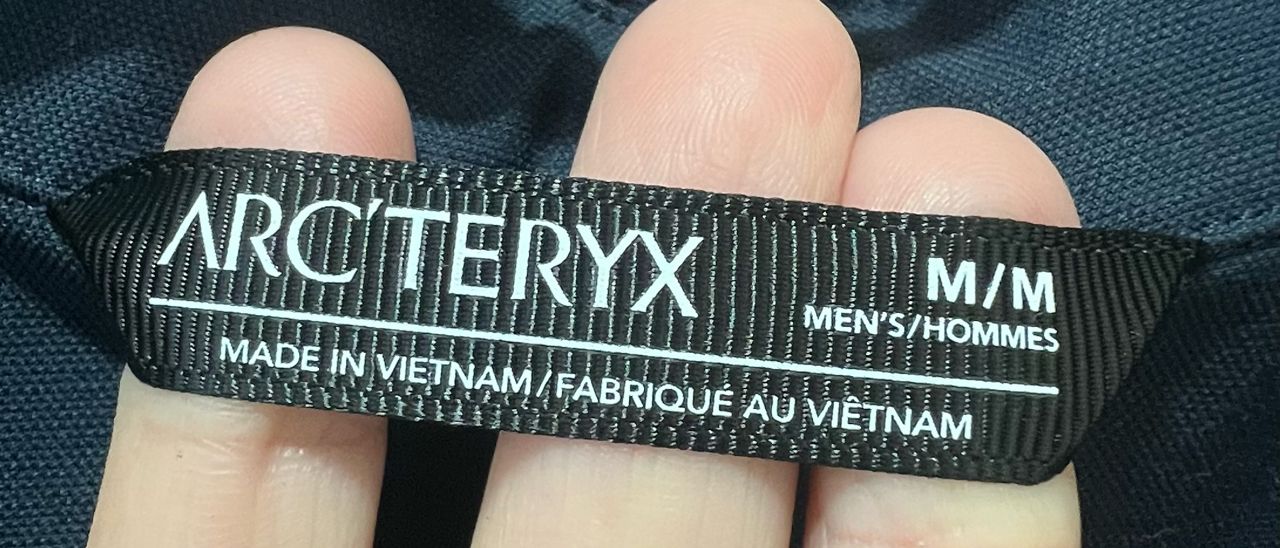 ARC'TERYX
M/M
MEN'S/HOMMES
MADE IN VIETNAM/FABRIQUÉ AU VIÊTNAM